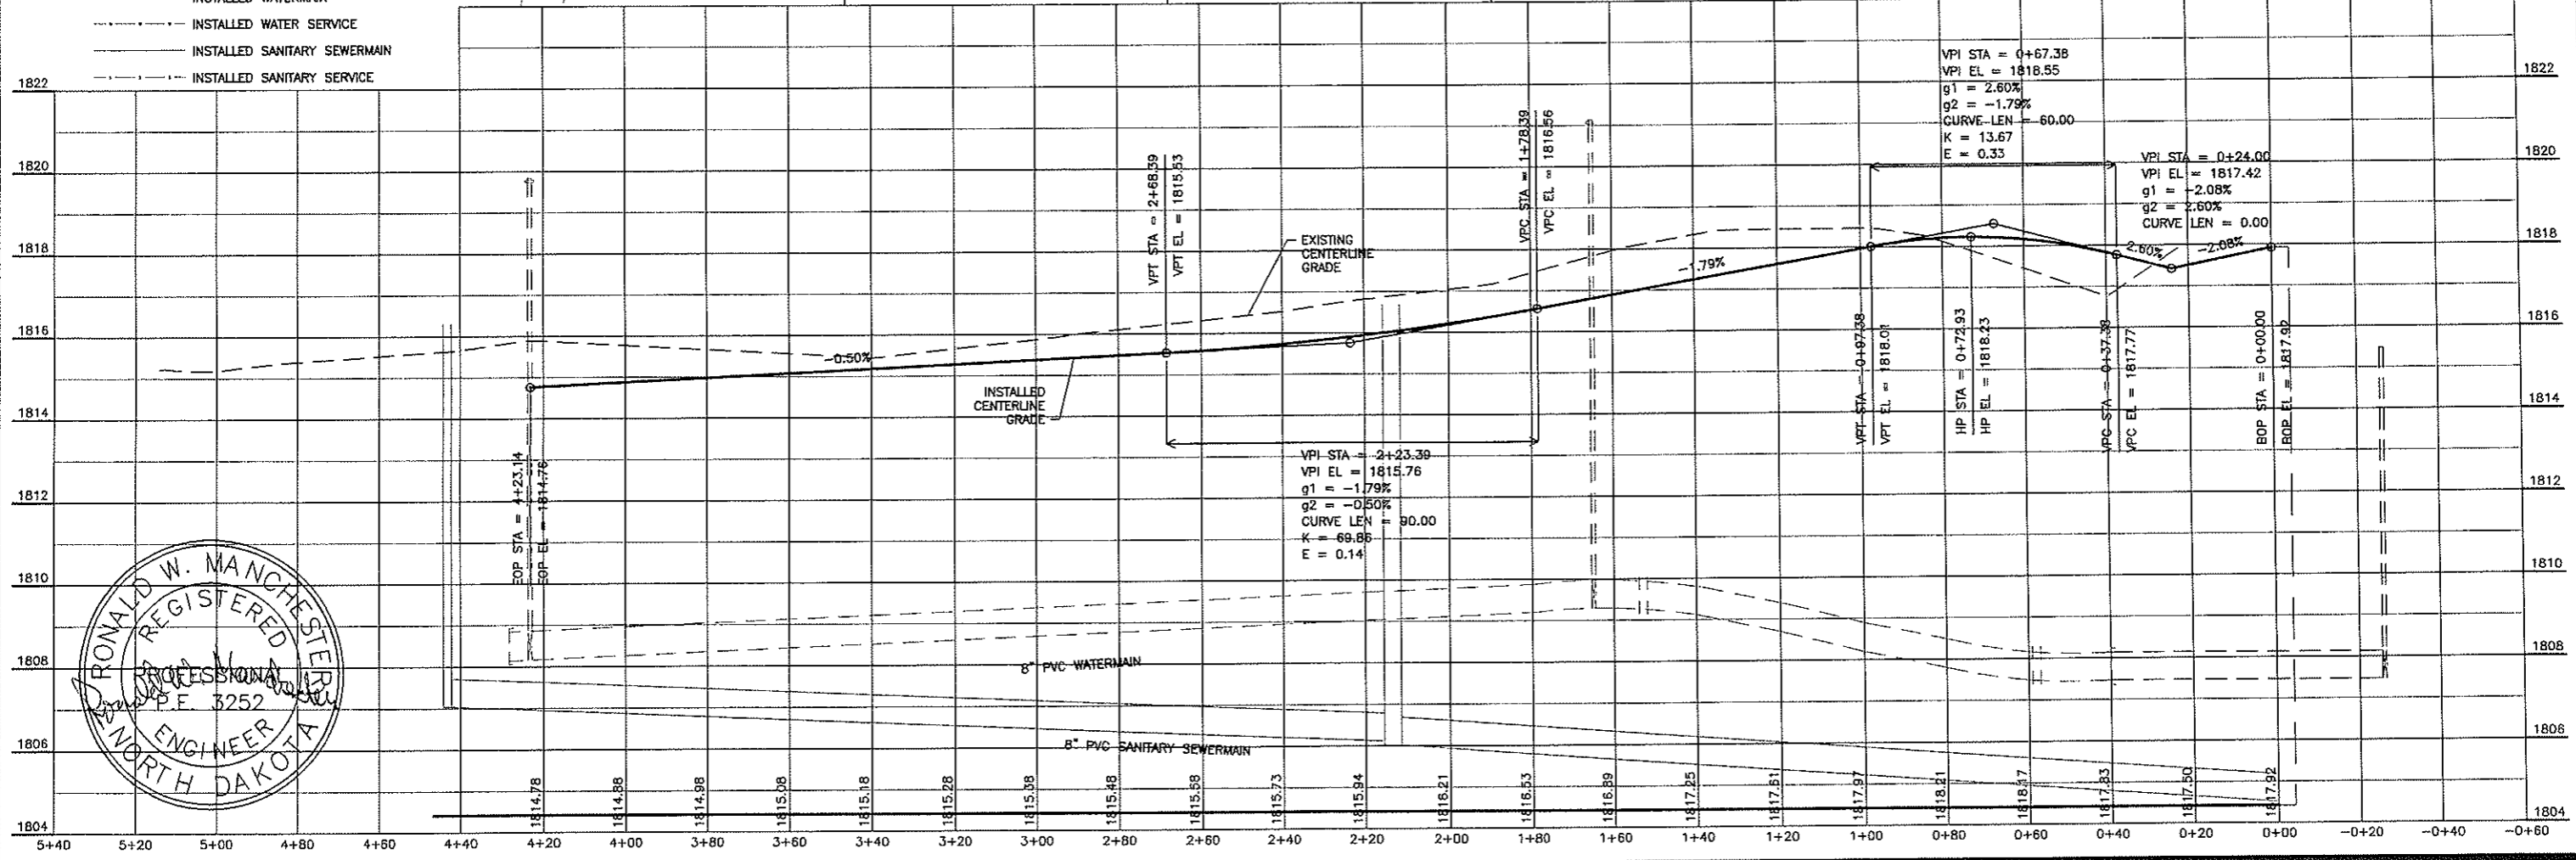 INSTALLED WATERMAIN
INSTALLED WATER SERVICE
INSTALLED SANITARY SEWERMAIN
INSTALLED SANITARY SERVICE
1822
1820
1818
1816
1814
1812
1810
1808
1806
1804
VPI STA = 0+67.38
VPI EL = 1818.55
g1 = 2.60%
g2 = -1.79%
CURVE LEN = 60.00
K = 13.67
E = 0.33
VPI STA = 0+24.00
VPI EL = 1817.42
g1 = -2.08%
g2 = 2.60%
CURVE LEN = 0.00
1822
1820
1818
1816
1814
1812
1810
1808
1806
1804
VPT STA = 2+68.39
VPT EL = 1815.53
VPC STA = 1+78.39
VPC EL = 1816.56
EXISTING
CENTERLINE
GRADE
-0.50%
-1.79%
2.60%
-2.08%
INSTALLED
CENTERLINE
GRADE
EOP STA = 4+23.14
EOP EL = 1814.76
VPI STA = 2+23.39
VPI EL = 1815.76
g1 = -1.79%
g2 = -0.50%
CURVE LEN = 90.00
K = 69.86
E = 0.14
VPT STA = 0+97.38
VPT EL = 1818.01
HP STA = 0+72.93
HP EL = 1818.23
VPC STA = 0+37.38
VPC EL = 1817.77
BOP STA = 0+00.00
BOP EL = 1817.92
RONALD W. MANCHESTER
REGISTERED
PROFESSIONAL
P.E. 3252
ENGINEER
NORTH DAKOTA
8" PVC WATERMAIN
8" PVC SANITARY SEWERMAIN
1814.78 1814.88 1814.98 1815.08 1815.18 1815.28 1815.38 1815.48 1815.58 1815.73 1815.94 1816.21 1816.53 1816.89 1817.25 1817.61 1817.97 1818.21 1818.17 1817.83 1817.50 1817.92
5+40 5+20 5+00 4+80 4+60 4+40 4+20 4+00 3+80 3+60 3+40 3+20 3+00 2+80 2+60 2+40 2+20 2+00 1+80 1+60 1+40 1+20 1+00 0+80 0+60 0+40 0+20 0+00 -0+20 -0+40 -0+60